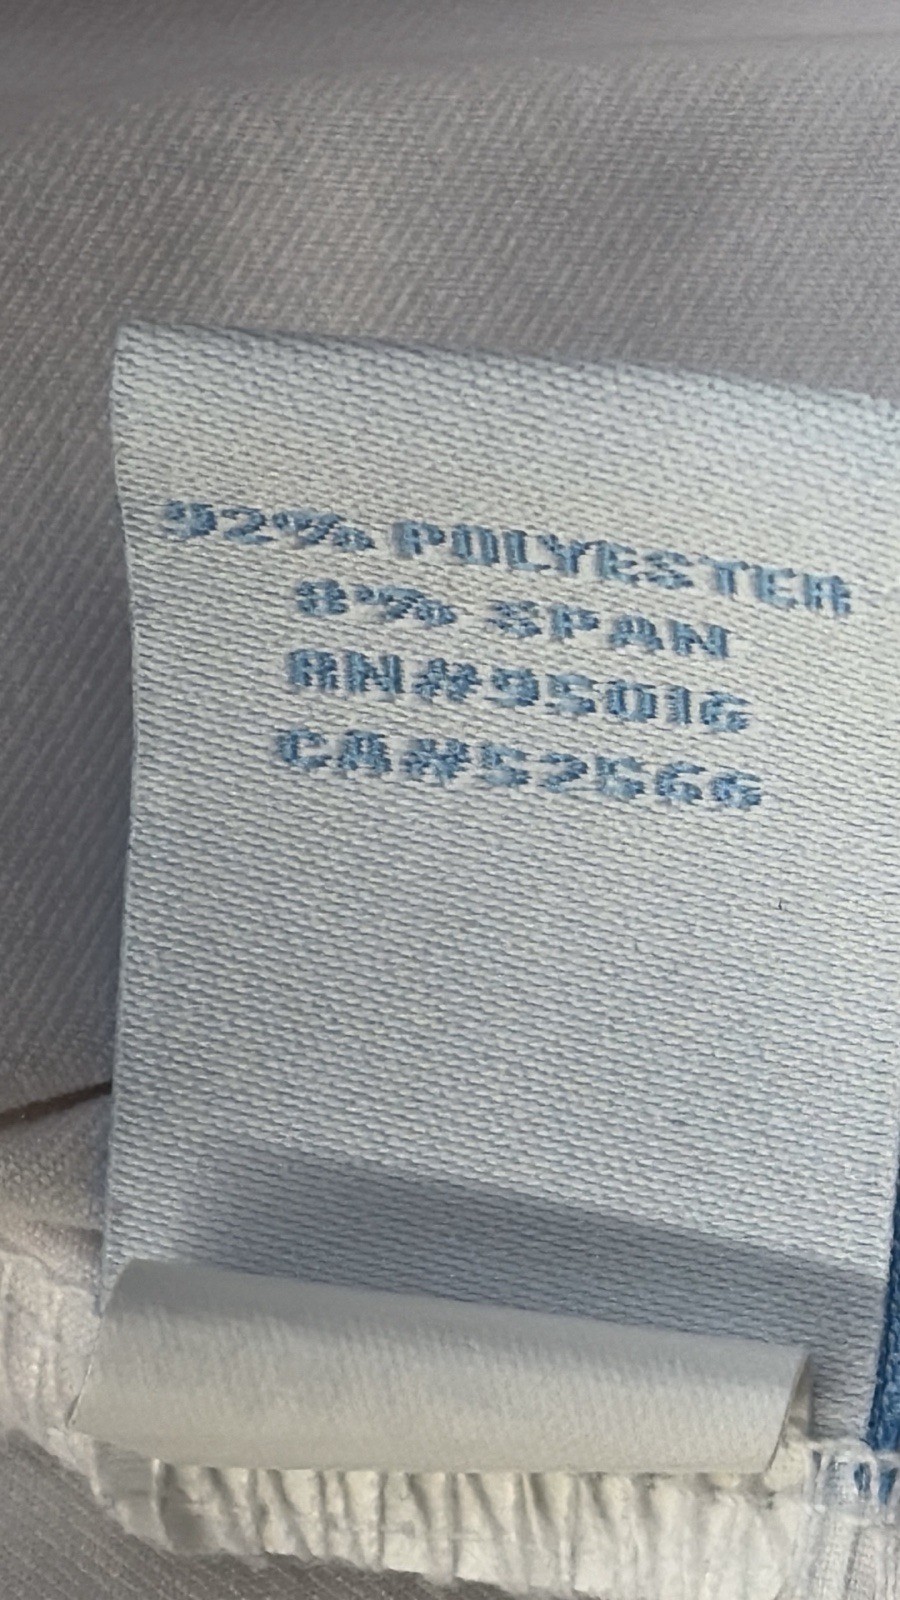 92% POLYESTER
8% SPAN
RN#95016
CA#52566